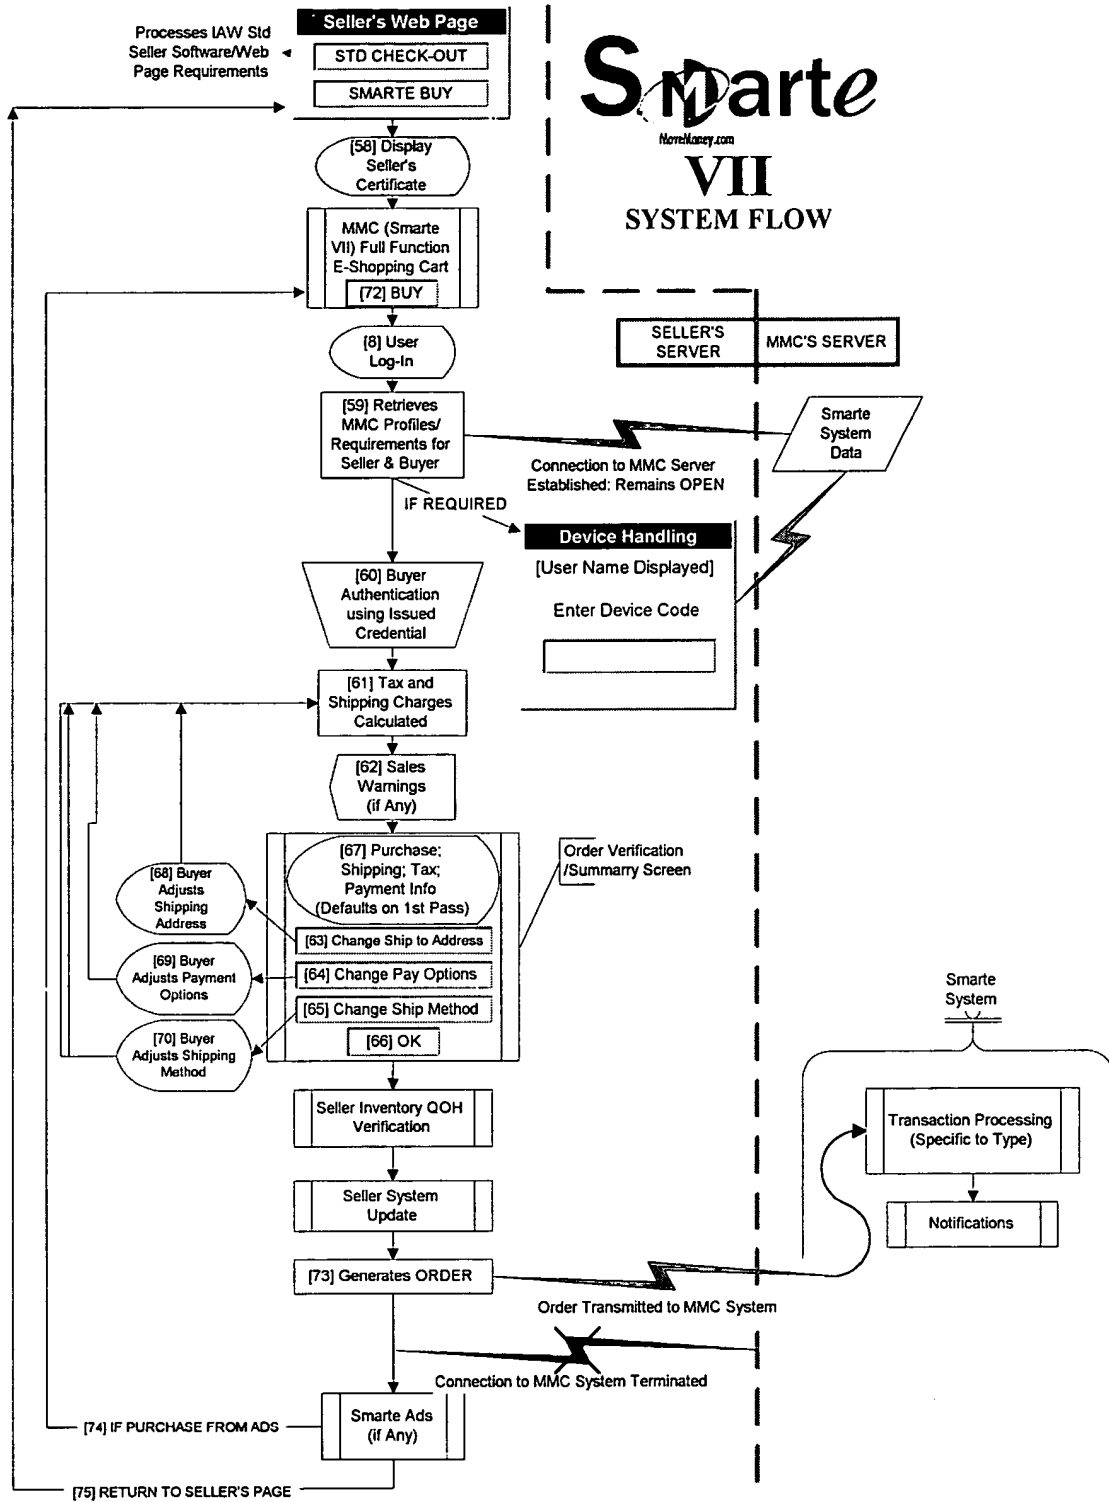 Processes IAW Std
Seller Software/Web
Page Requirements
Seller's Web Page
STD CHECK-OUT
SMARTE BUY
Smarte
MoveMoney.com
VII
SYSTEM FLOW
[58] Display
Seller's
Certificate
MMC (Smarte
VII) Full Function
E-Shopping Cart
[72] BUY
SELLER'S
SERVER
MMC'S SERVER
[8] User
Log-In
[59] Retrieves
MMC Profiles/
Requirements for
Seller & Buyer
Smarte
System
Data
Connection to MMC Server
Established: Remains OPEN
IF REQUIRED
Device Handling
[User Name Displayed]
Enter Device Code
[60] Buyer
Authentication
using Issued
Credential
[61] Tax and
Shipping Charges
Calculated
[62] Sales
Warnings
(if Any)
[67] Purchase;
Shipping; Tax;
Payment Info
(Defaults on 1st Pass)
Order Verification
/Summarry Screen
[68] Buyer
Adjusts
Shipping
Address
[63] Change Ship to Address
[69] Buyer
Adjusts Payment
Options
[64] Change Pay Options
[65] Change Ship Method
[70] Buyer
Adjusts Shipping
Method
[66] OK
Smarte
System
Seller Inventory QOH
Verification
Transaction Processing
(Specific to Type)
Seller System
Update
Notifications
[73] Generates ORDER
Order Transmitted to MMC System
Connection to MMC System Terminated
Smarte Ads
(if Any)
[74] IF PURCHASE FROM ADS
[75] RETURN TO SELLER'S PAGE